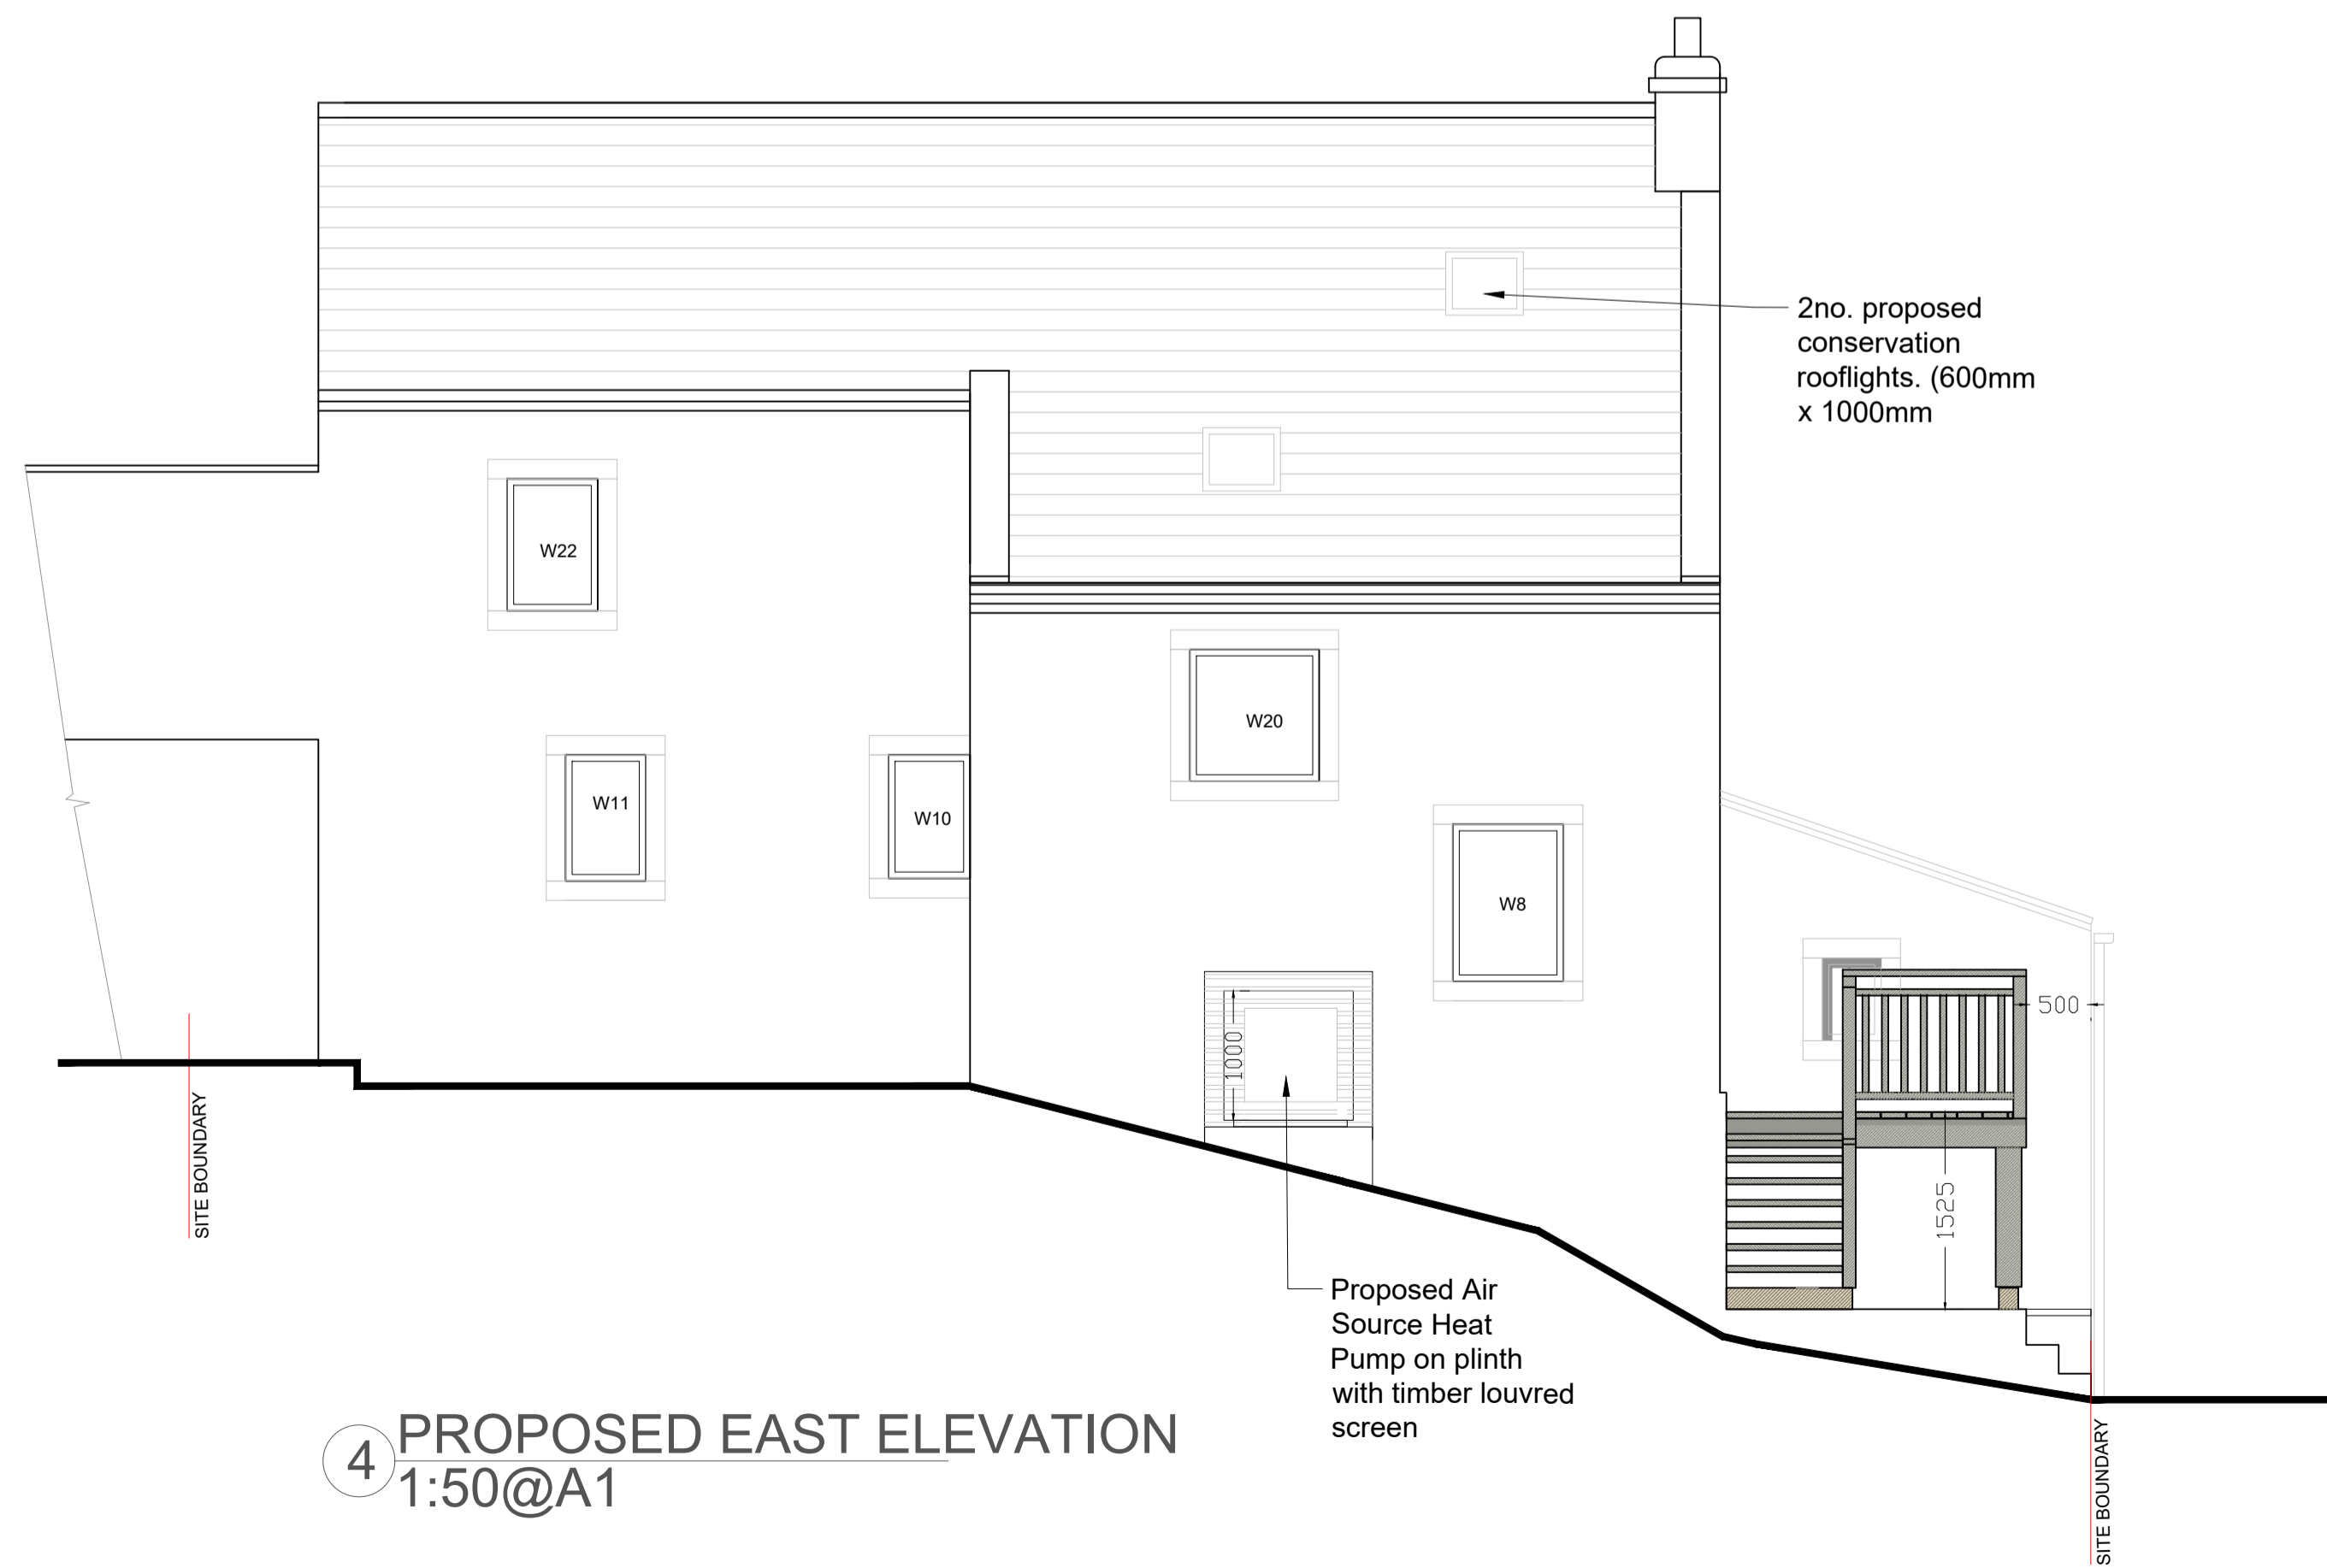 2no. proposed
conservation
rooflights. (600mm
x 1000mm
W22
W20
W11
W10
W8
500
1000
1525
SITE BOUNDARY
Proposed Air
Source Heat
Pump on plinth
with timber louvred
screen
4 PROPOSED EAST ELEVATION
1:50@A1
SITE BOUNDARY